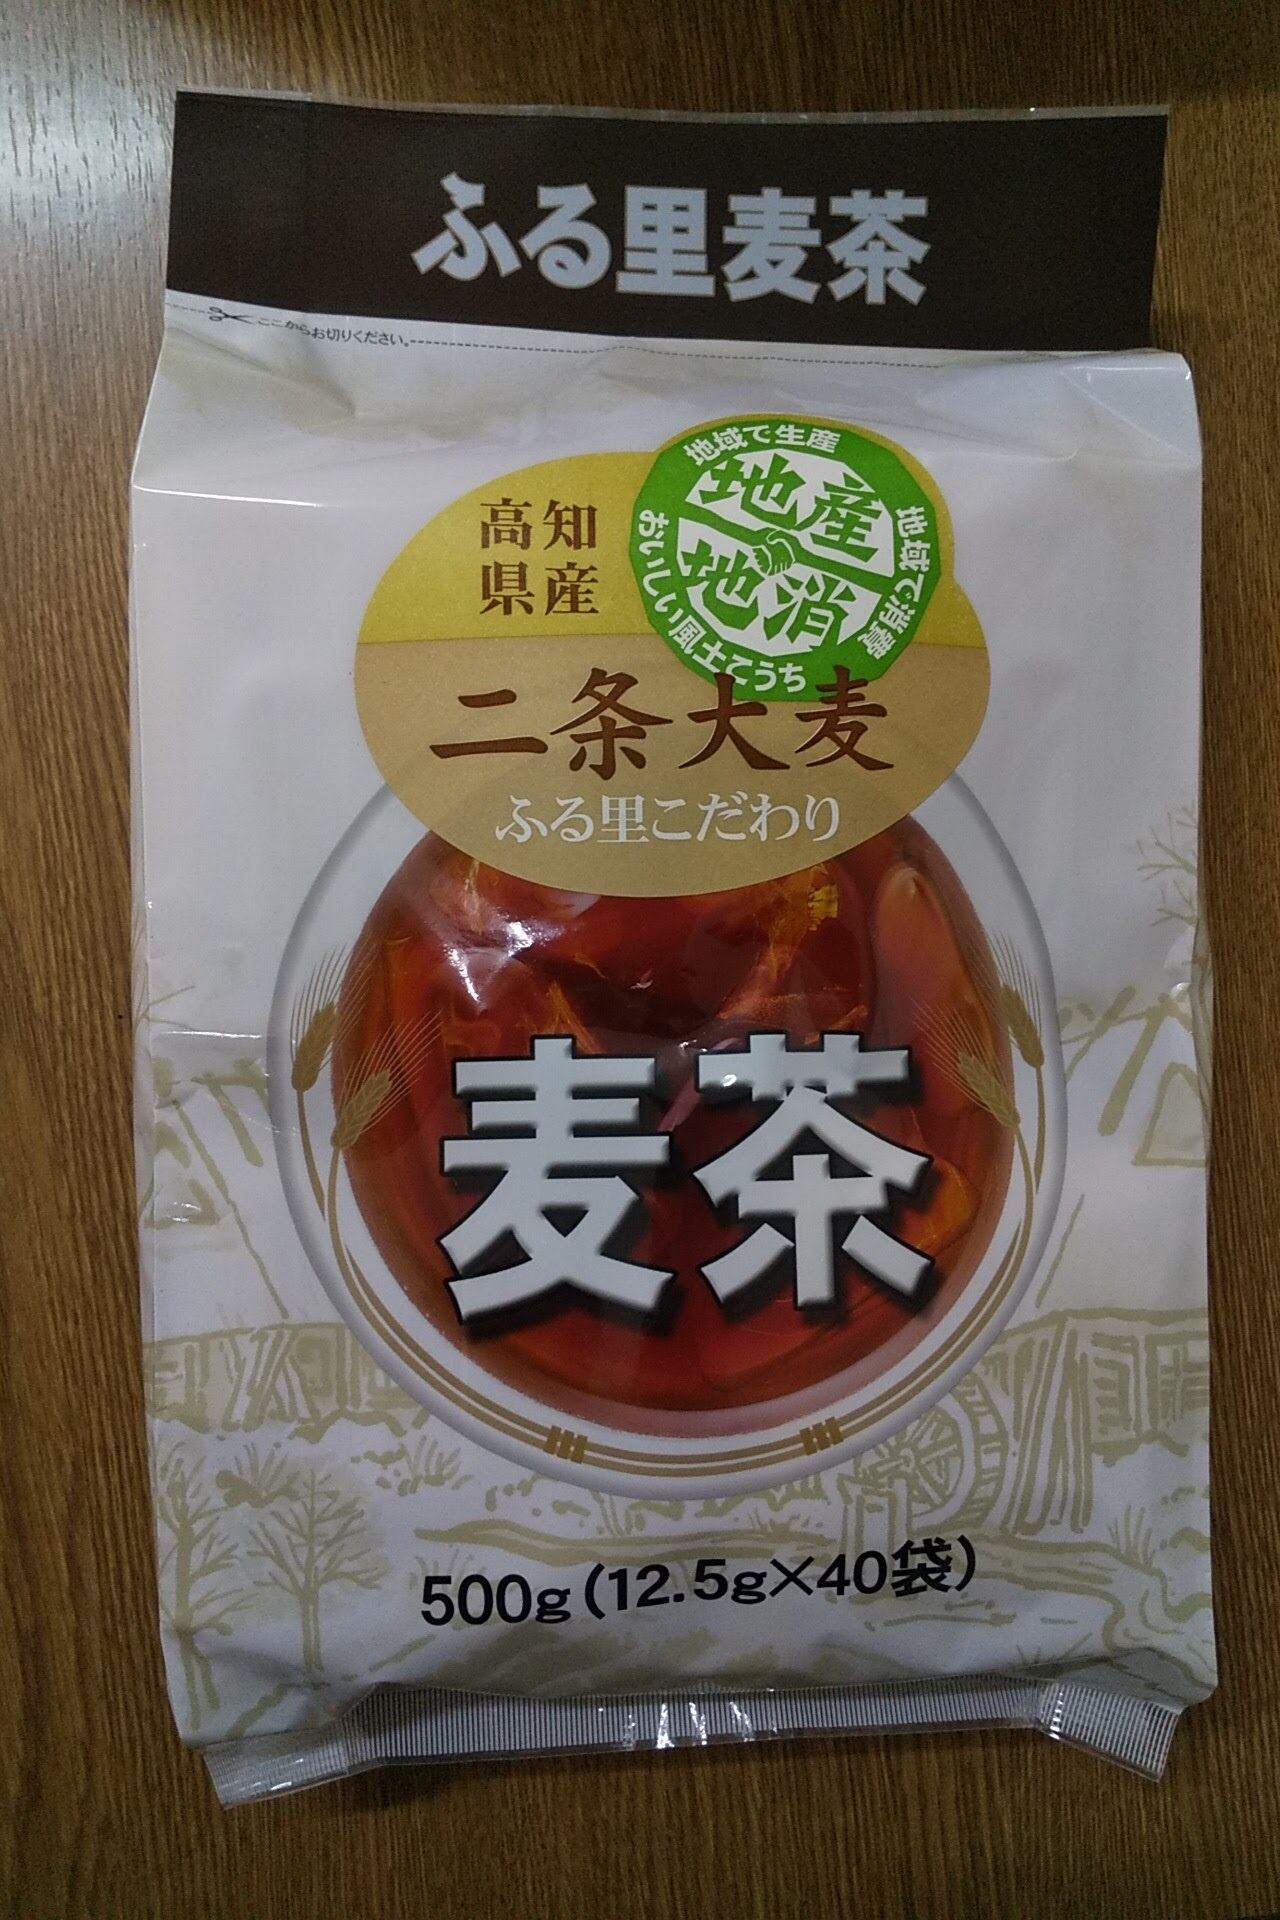 ふる里麦茶
ここからお切りください。
地域で生産
地域で消費
おいしい風土こうち
地産
地消
高知
県産
二条大麦
ふる里こだわり
麦茶
500g(12.5g×40袋)